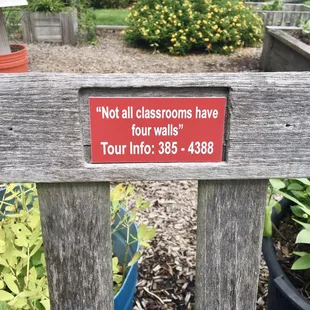 “Not all classrooms have
four walls”
Tour Info: 385 - 4388